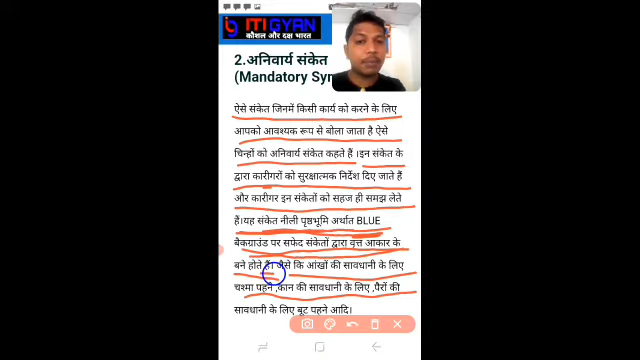 ITI GYAN
कौशल और दक्ष भारत
2.अनिवार्य संकेत
(Mandatory Sym
ऐसे संकेत जिनमें किसी कार्य को करने के लिए
आपको आवश्यक रूप से बोला जाता है ऐसे
चिन्हों को अनिवार्य संकेत कहते हैं ।इन संकेत के
द्वारा कारीगरों को सुरक्षात्मक निर्देश दिए जाते हैं
और कारीगर इन संकेतों को सहज ही समझ लेते
हैं।यह संकेत नीली पृष्ठभूमि अर्थात BLUE
बैकग्राउंड पर सफेद संकेतों द्वारा वृत्त आकार के
बने होते हैं। जैसे कि आंखों की सावधानी के लिए
चश्मा पहने ,कान की सावधानी के लिए ,पैरों की
सावधानी के लिए बूट पहने आदि।